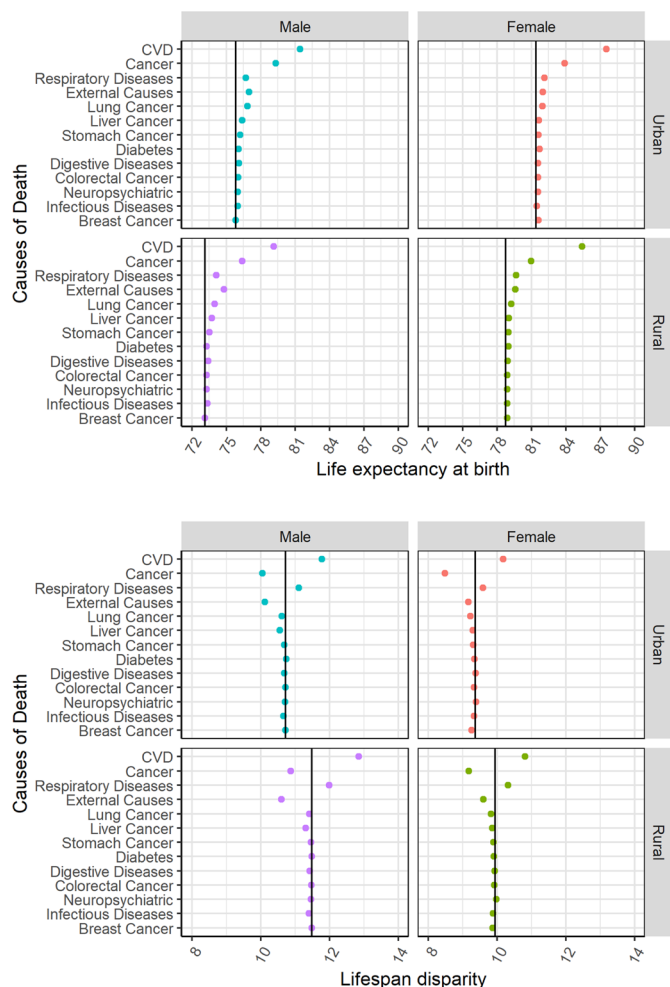 Male Female
CVD
Cancer
Respiratory Diseases
External Causes
Lung Cancer
Liver Cancer
Stomach Cancer
Diabetes
Digestive Diseases
Colorectal Cancer
Neuropsychiatric
Infectious Diseases
Breast Cancer
Urban
Causes of Death
CVD
Cancer
Respiratory Diseases
External Causes
Lung Cancer
Liver Cancer
Stomach Cancer
Diabetes
Digestive Diseases
Colorectal Cancer
Neuropsychiatric
Infectious Diseases
Breast Cancer
Rural
72 75 78 81 84 87 90 72 75 78 81 84 87 90
Life expectancy at birth
Male Female
CVD
Cancer
Respiratory Diseases
External Causes
Lung Cancer
Liver Cancer
Stomach Cancer
Diabetes
Digestive Diseases
Colorectal Cancer
Neuropsychiatric
Infectious Diseases
Breast Cancer
Urban
Causes of Death
CVD
Cancer
Respiratory Diseases
External Causes
Lung Cancer
Liver Cancer
Stomach Cancer
Diabetes
Digestive Diseases
Colorectal Cancer
Neuropsychiatric
Infectious Diseases
Breast Cancer
Rural
8 10 12 14 8 10 12 14
Lifespan disparity